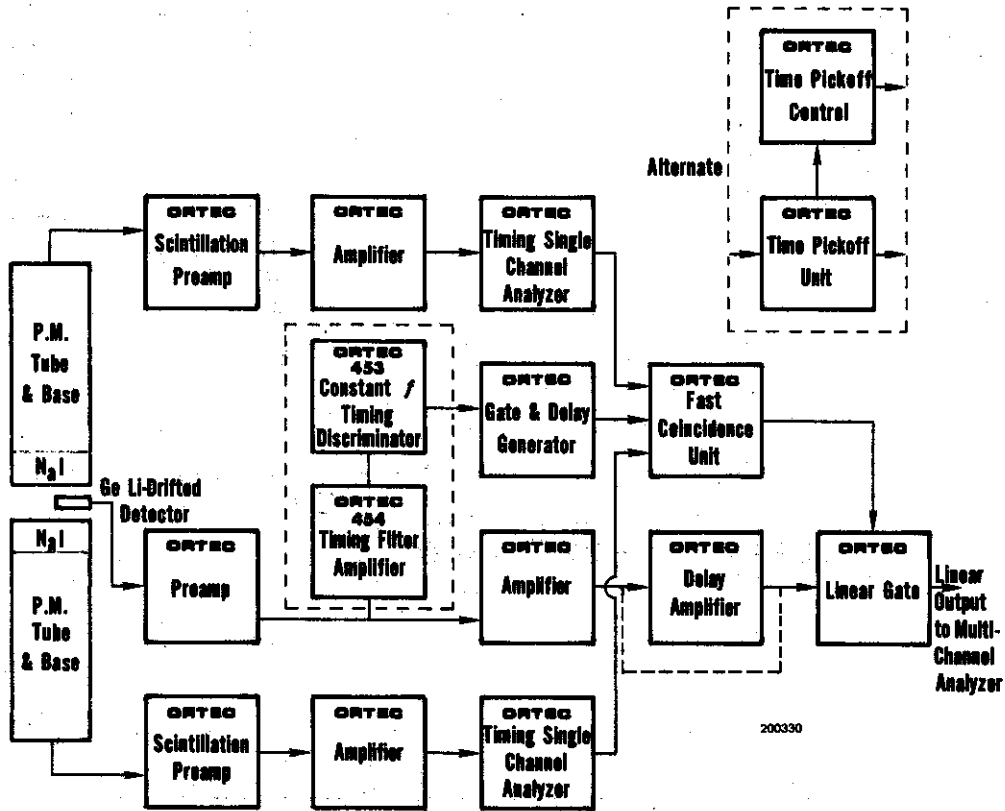 ORTEC
Time Pickoff
Control
Alternate
ORTEC
Time Pickoff
Unit
ORTEC
Scintillation
Preamp
ORTEC
Amplifier
ORTEC
Timing Single
Channel
Analyzer
P.M.
Tube
& Base
NaI
ORTEC
453
Constant f
Timing
Discriminator
ORTEC
Gate & Delay
Generator
ORTEC
Fast
Coincidence
Unit
Ge Li-Drifted
Detector
ORTEC
454
Timing Filter
Amplifier
NaI
P.M.
Tube
& Base
ORTEC
Preamp
ORTEC
Amplifier
ORTEC
Delay
Amplifier
ORTEC
Linear Gate
Linear
Output
to Multi-
Channel
Analyzer
ORTEC
Scintillation
Preamp
ORTEC
Amplifier
ORTEC
Timing Single
Channel
Analyzer
200330